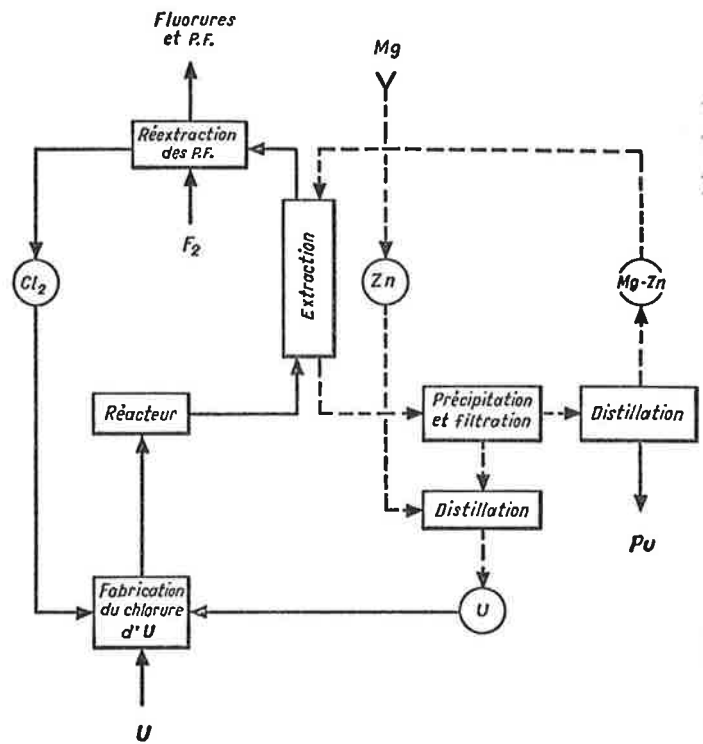 Fluorures
et P.F.
Mg
Réextraction
des P.F.
F2
Cl2
Extraction
Zn
Mg-Zn
Réacteur
Précipitation
et filtration
Distillation
Distillation
Pu
Fabrication
du chlorure
d'U
U
U